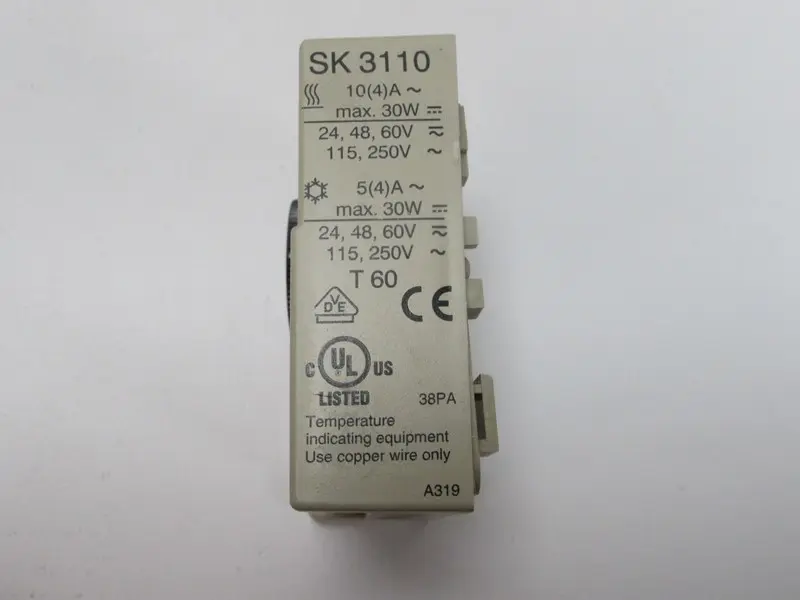 SK 3110
10(4)A ~
max. 30W ⎓
24, 48, 60V ≂
115, 250V ~
5(4)A ~
max. 30W ⎓
24, 48, 60V ≂
115, 250V ~
T 60
DVE
CE
C UL US
®
LISTED
38PA
Temperature
indicating equipment
Use copper wire only
A319